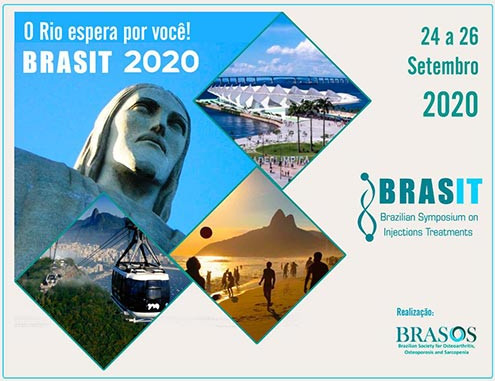 O Rio espera por você!
BRASIT 2020
24 a 26
Setembro
2020
BRASIT
Brazilian Symposium on
Injections Treatments
Realização:
BRASOS
Brazilian Society for Osteoarthritis,
Osteoporosis and Sarcopenia